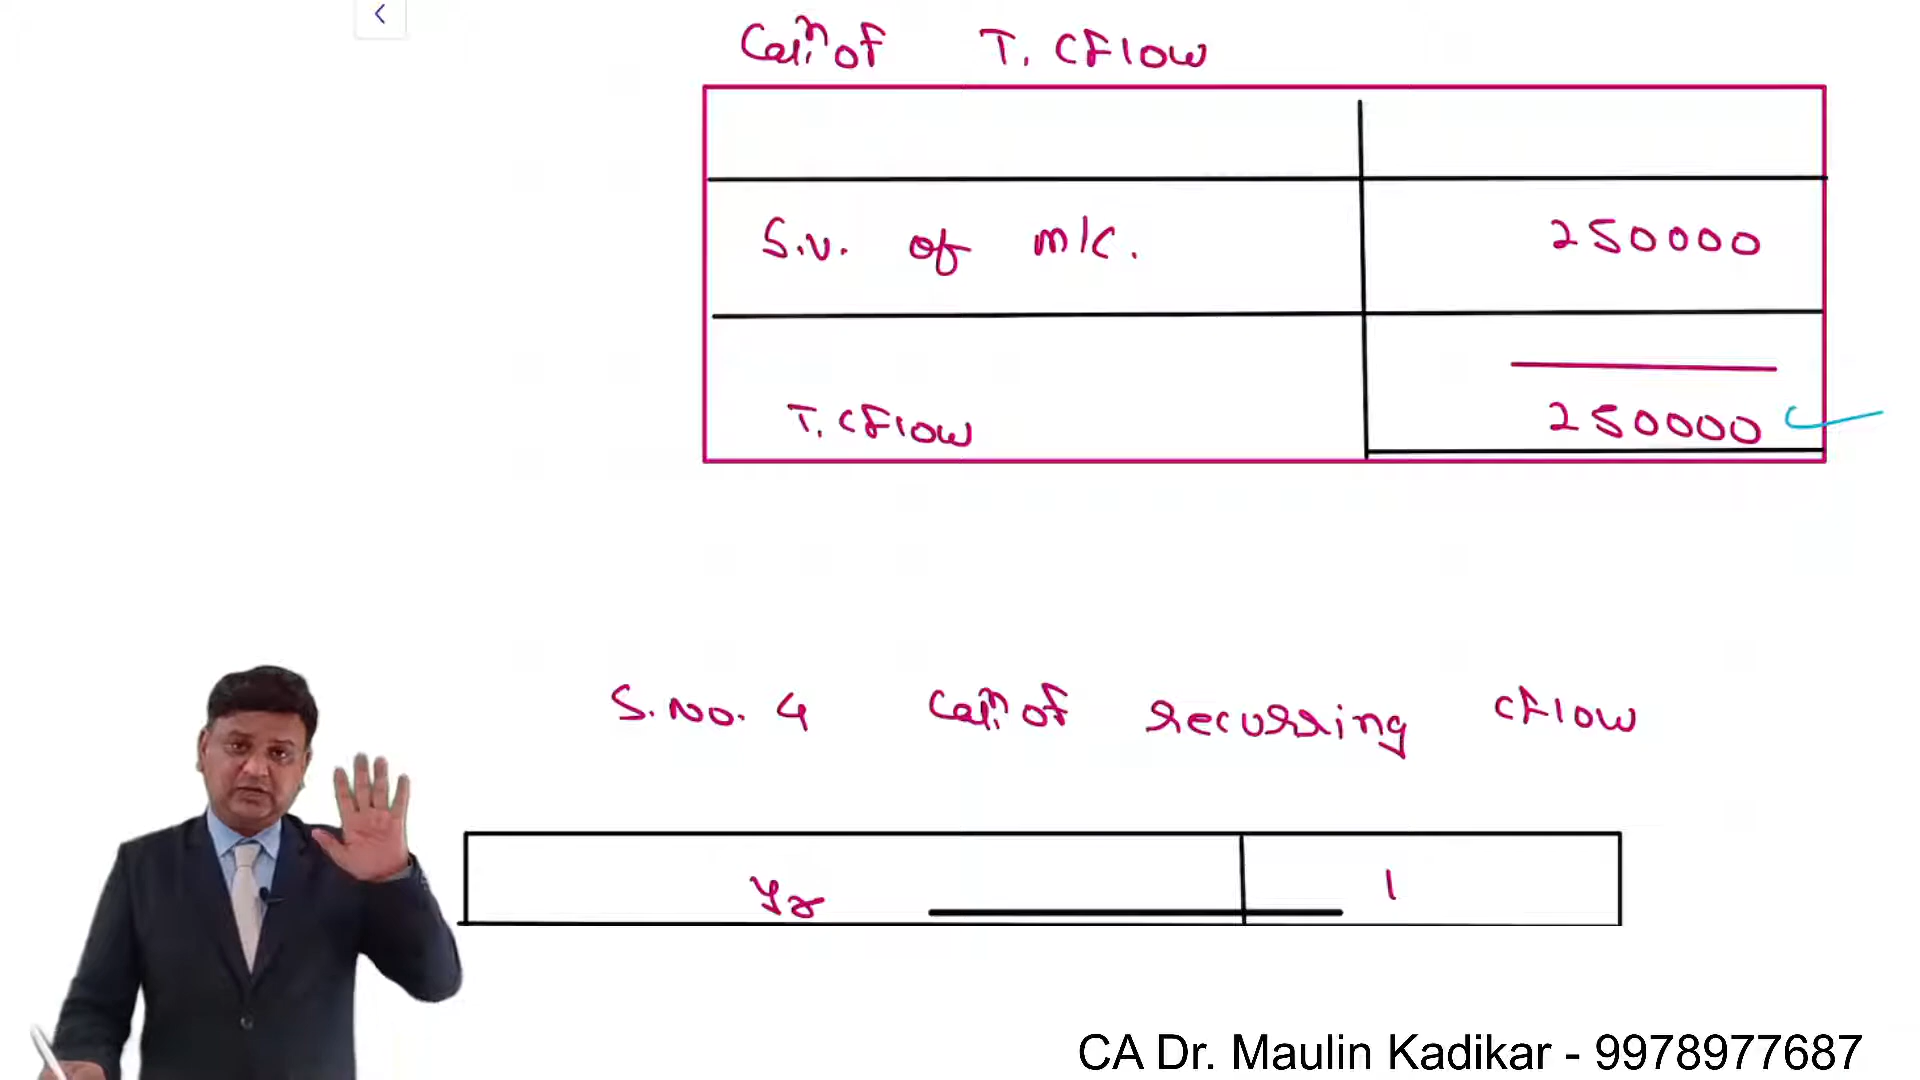 Caln. of T. CFlow
S.V. of M/C. 250000
T. CFlow 250000
S. No. 4 Caln. of recurring CFlow
Yr 1
CA Dr. Maulin Kadikar - 9978977687